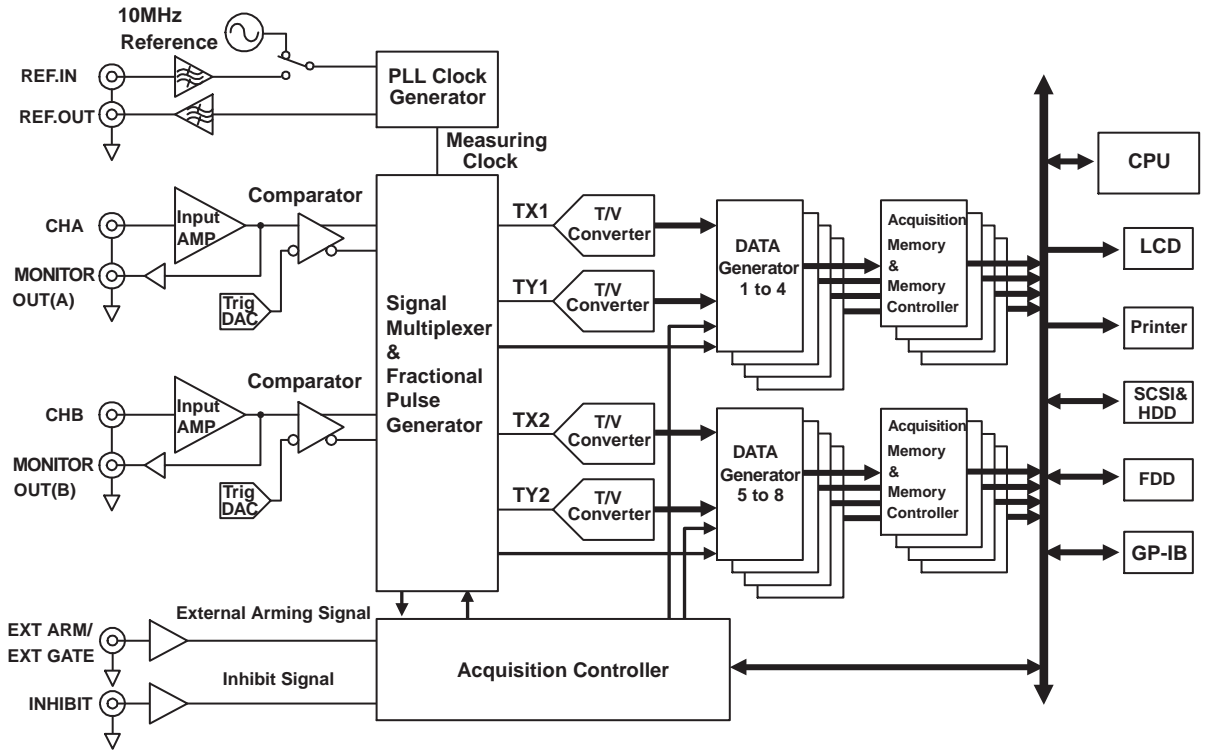 10MHz
Reference
REF.IN
REF.OUT
PLL Clock
Generator
Measuring
Clock
CPU
Comparator
CHA
Input
AMP
MONITOR
OUT(A)
Trig
DAC
Signal
Multiplexer
&
Fractional
Pulse
Generator
TX1
T/V
Converter
TY1
T/V
Converter
DATA
Generator
1 to 4
Acquisition
Memory
&
Memory
Controller
LCD
Printer
Comparator
CHB
Input
AMP
MONITOR
OUT(B)
Trig
DAC
TX2
T/V
Converter
TY2
T/V
Converter
DATA
Generator
5 to 8
Acquisition
Memory
&
Memory
Controller
SCSI&
HDD
FDD
GP-IB
EXT ARM/
EXT GATE
External Arming Signal
INHIBIT
Inhibit Signal
Acquisition Controller